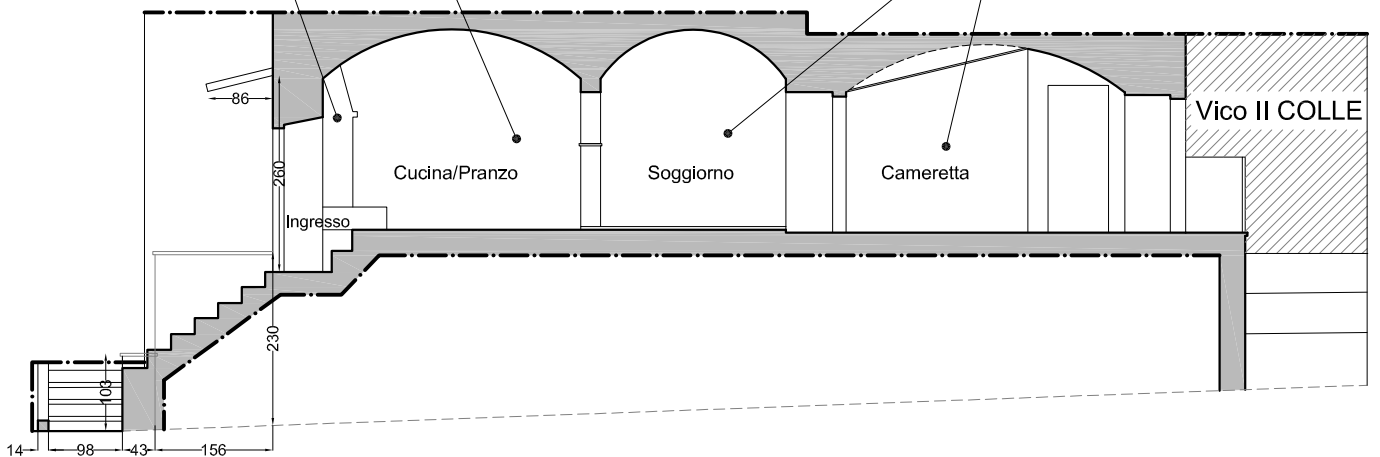 86
Vico II COLLE
260
Cucina/Pranzo
Soggiorno
Cameretta
Ingresso
230
103
14
98
43
156